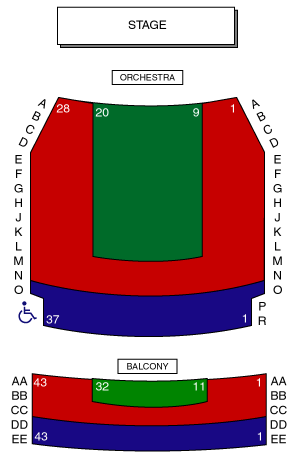 STAGE
ORCHESTRA
A 28 20 9 1 A
B B
C C
D D
E E
F F
G G
H H
J J
K K
L L
M M
N N
O O
P
37 1 R
BALCONY
AA 43 32 11 1 AA
BB BB
CC CC
DD DD
EE 43 1 EE